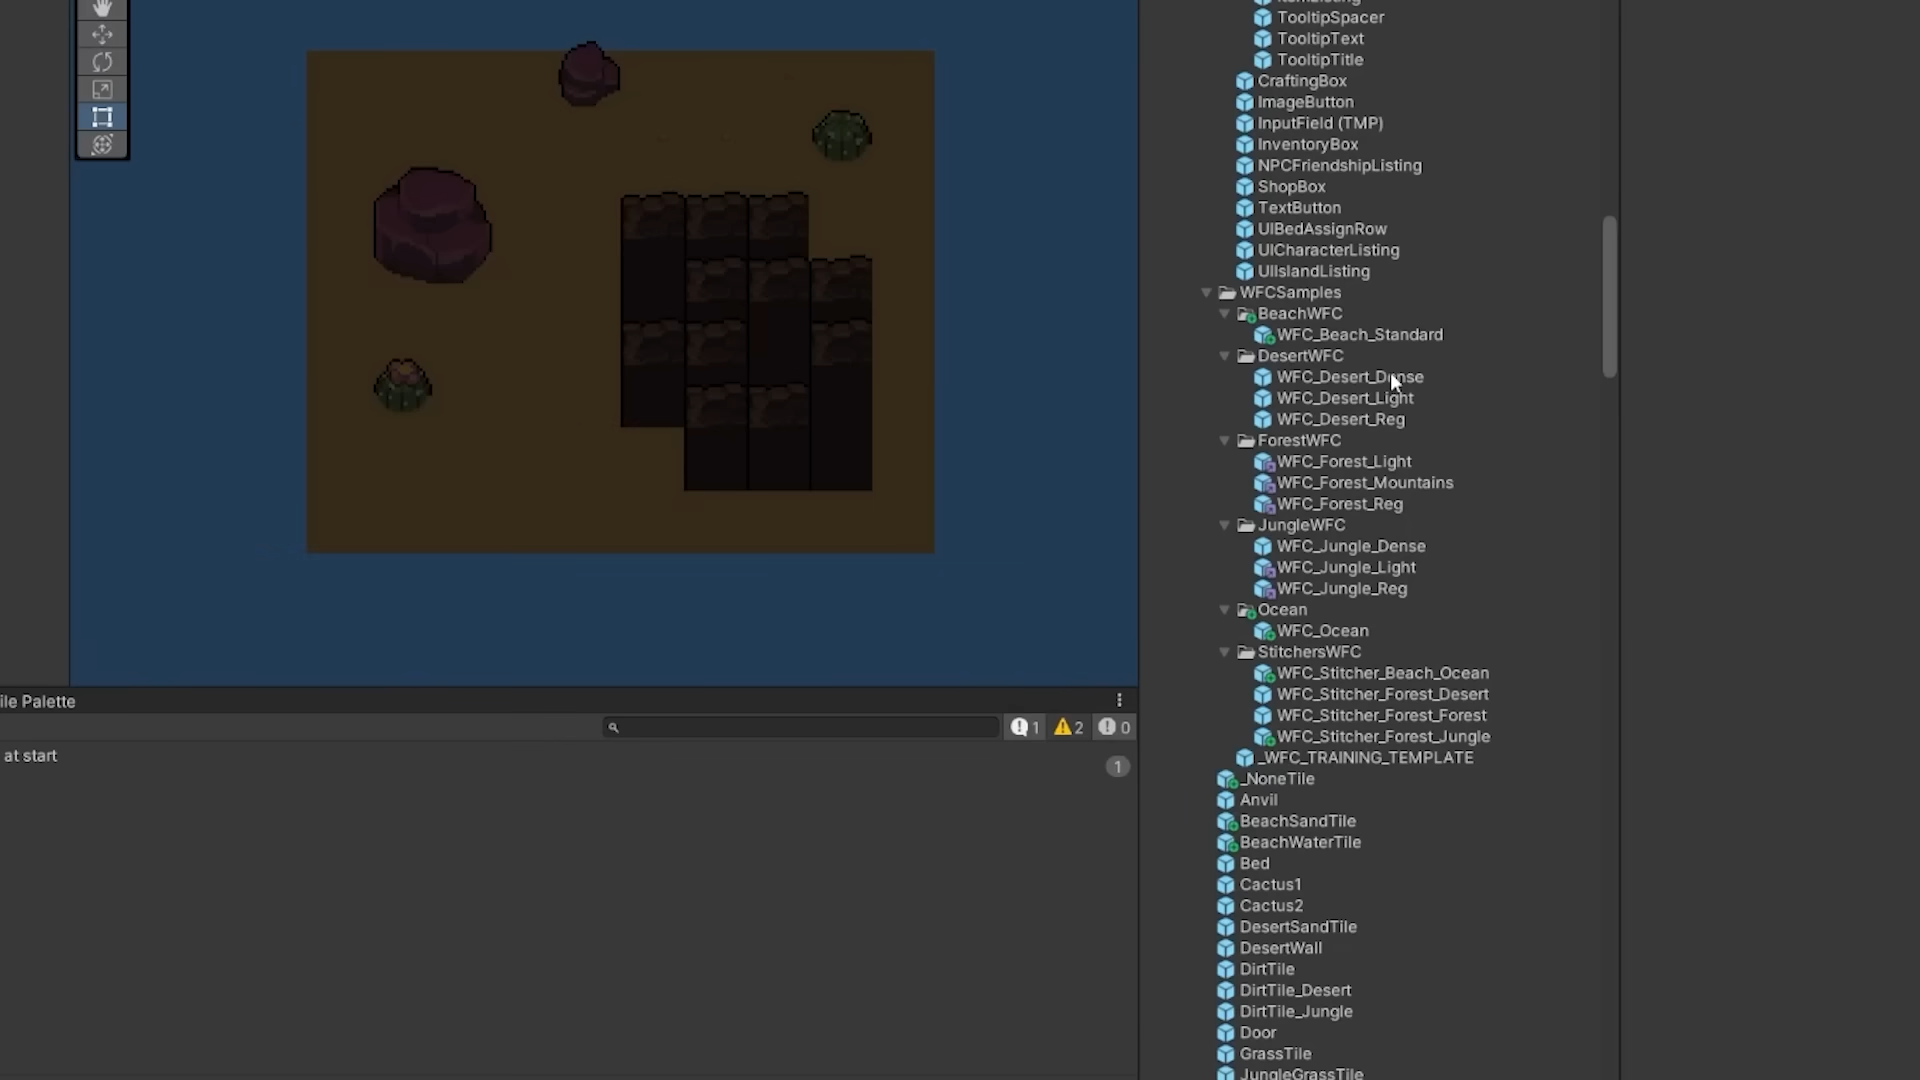 TooltipSpacer
TooltipText
TooltipTitle
CraftingBox
ImageButton
InputField (TMP)
InventoryBox
NPCFriendshipListing
ShopBox
TextButton
UIBedAssignRow
UICharacterListing
UIIslandListing
WFCSamples
BeachWFC
WFC_Beach_Standard
DesertWFC
WFC_Desert_Dense
WFC_Desert_Light
WFC_Desert_Reg
ForestWFC
WFC_Forest_Light
WFC_Forest_Mountains
WFC_Forest_Reg
JungleWFC
WFC_Jungle_Dense
WFC_Jungle_Light
WFC_Jungle_Reg
Ocean
WFC_Ocean
StitchersWFC
WFC_Stitcher_Beach_Ocean
WFC_Stitcher_Forest_Desert
WFC_Stitcher_Forest_Forest
WFC_Stitcher_Forest_Jungle
_WFC_TRAINING_TEMPLATE
_NoneTile
Anvil
BeachSandTile
BeachWaterTile
Bed
Cactus1
Cactus2
DesertSandTile
DesertWall
DirtTile
DirtTile_Desert
DirtTile_Jungle
Door
GrassTile
JungleGrassTile
ile Palette
1 2 0
at start
1